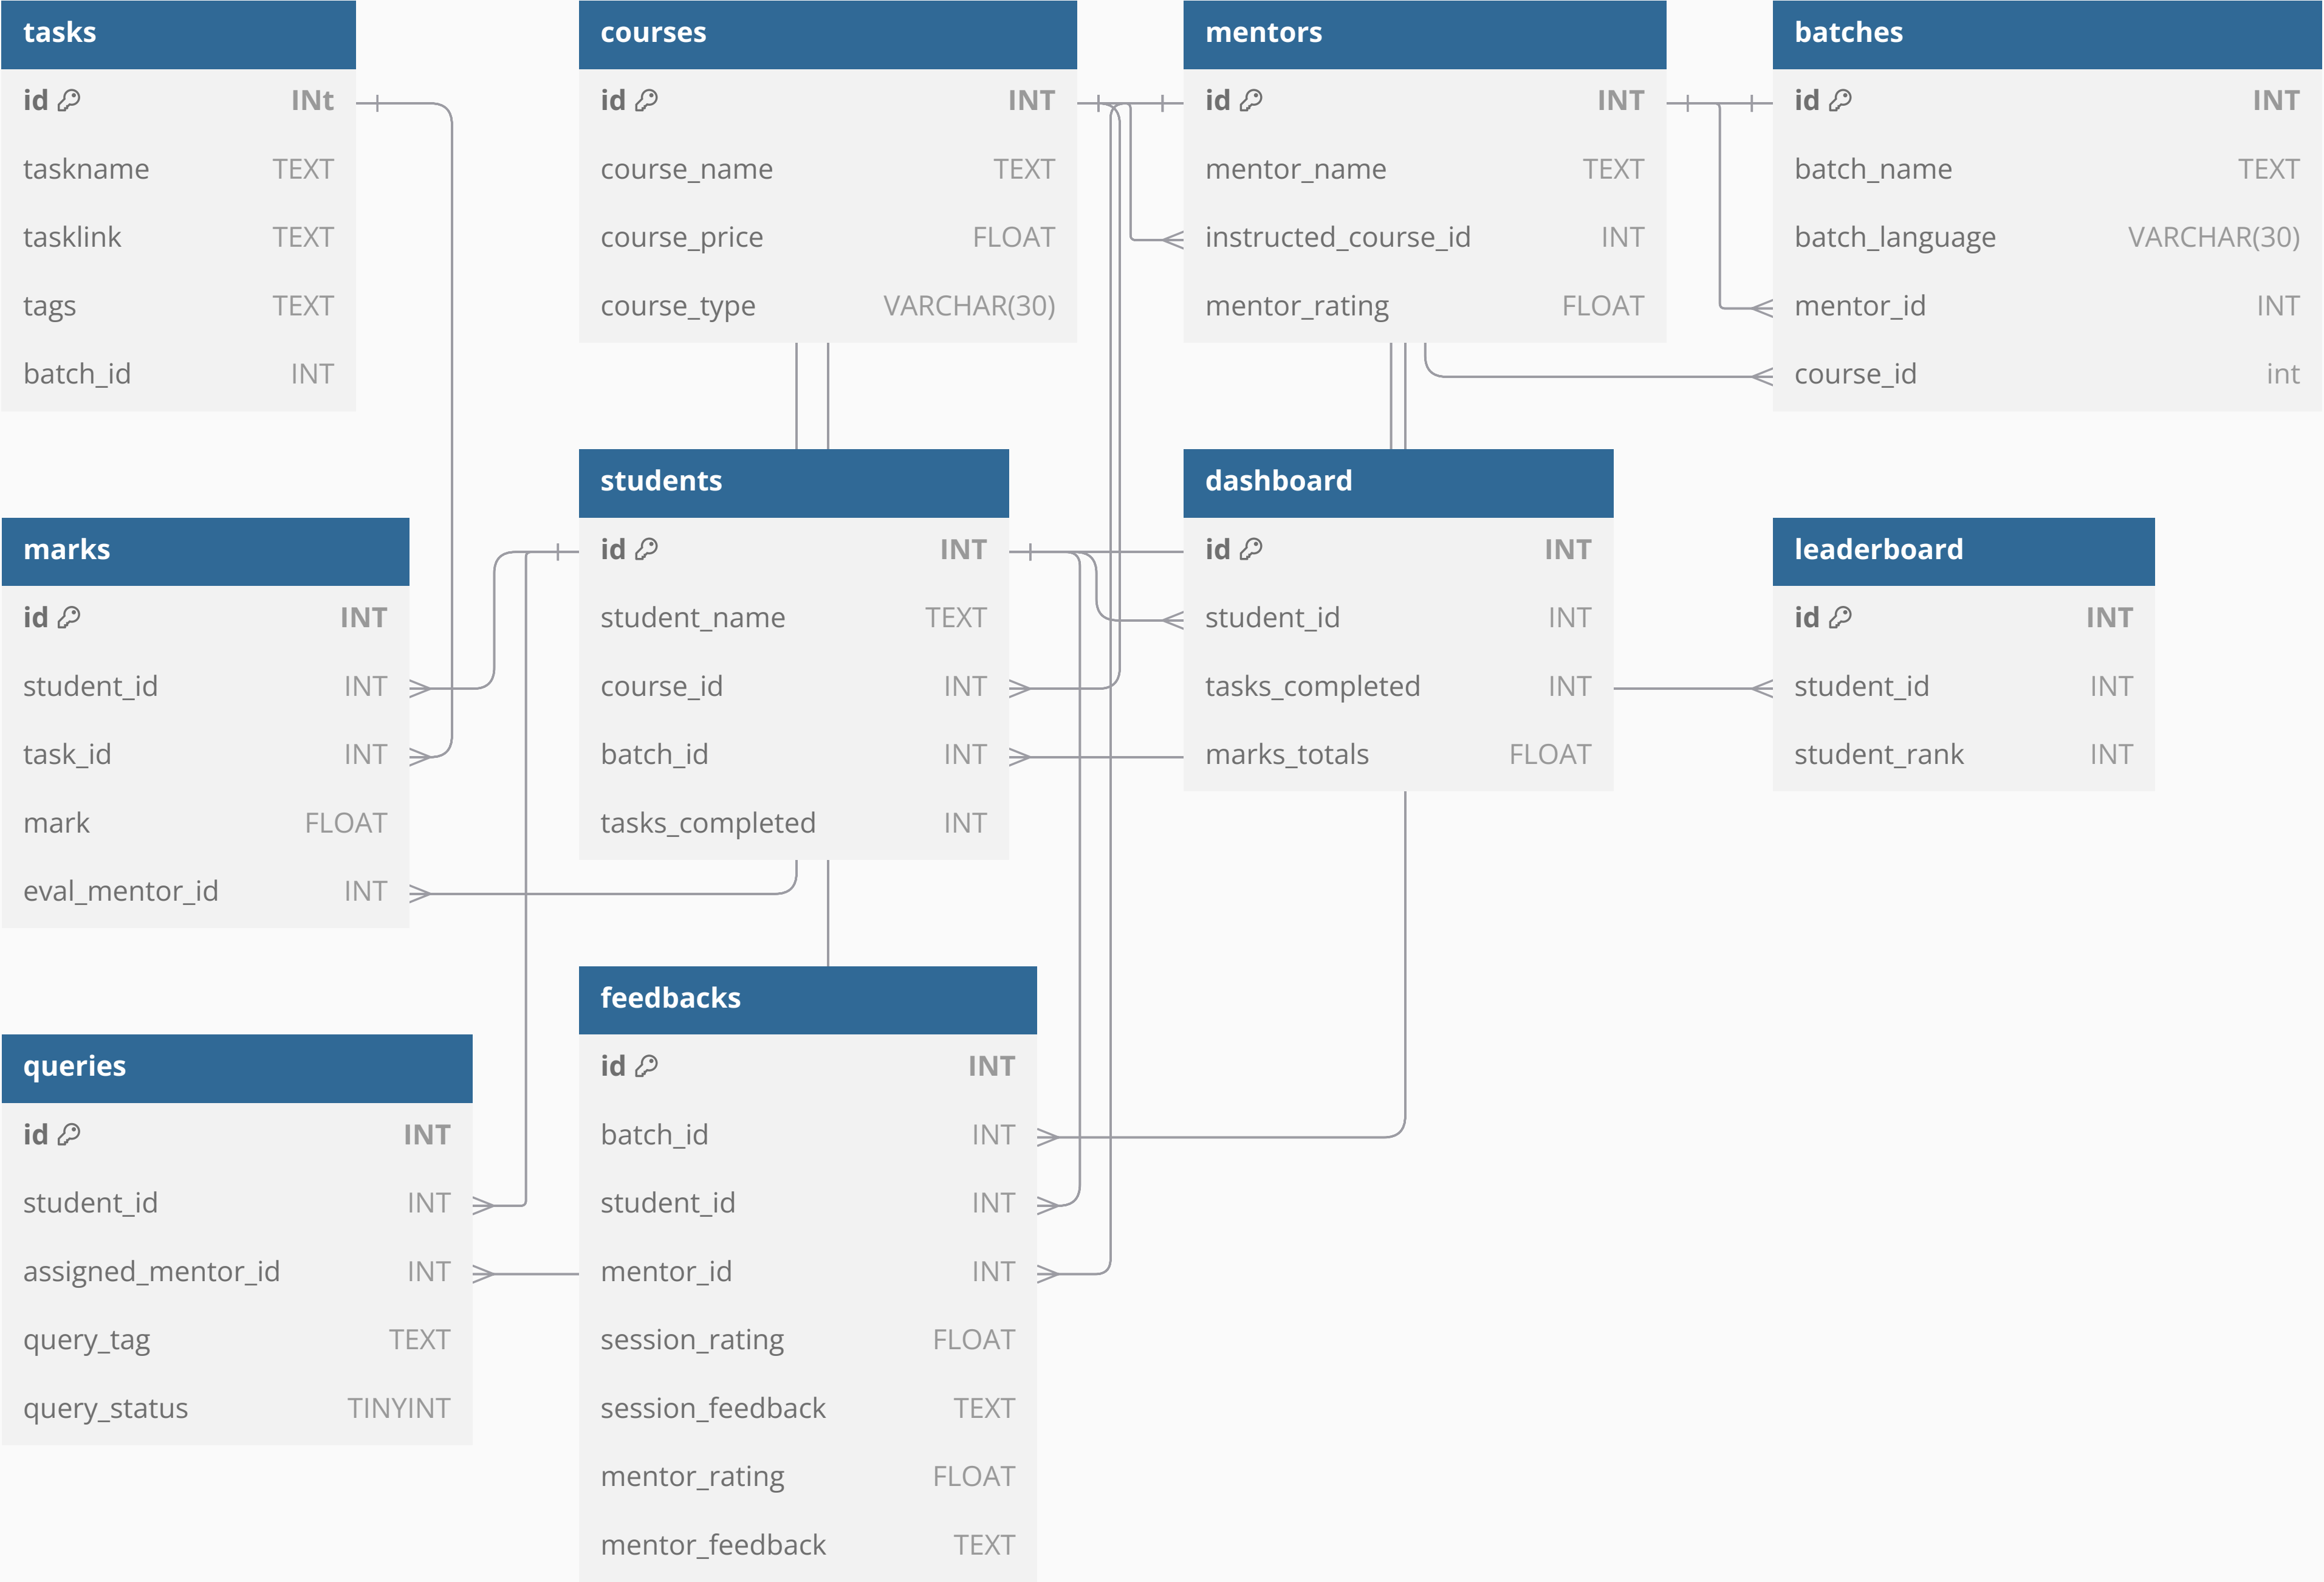 tasks
id INt
taskname TEXT
tasklink TEXT
tags TEXT
batch_id INT
courses
id INT
course_name TEXT
course_price FLOAT
course_type VARCHAR(30)
mentors
id INT
mentor_name TEXT
instructed_course_id INT
mentor_rating FLOAT
batches
id INT
batch_name TEXT
batch_language VARCHAR(30)
mentor_id INT
course_id int
marks
id INT
student_id INT
task_id INT
mark FLOAT
eval_mentor_id INT
students
id INT
student_name TEXT
course_id INT
batch_id INT
tasks_completed INT
dashboard
id INT
student_id INT
tasks_completed INT
marks_totals FLOAT
leaderboard
id INT
student_id INT
student_rank INT
queries
id INT
student_id INT
assigned_mentor_id INT
query_tag TEXT
query_status TINYINT
feedbacks
id INT
batch_id INT
student_id INT
mentor_id INT
session_rating FLOAT
session_feedback TEXT
mentor_rating FLOAT
mentor_feedback TEXT